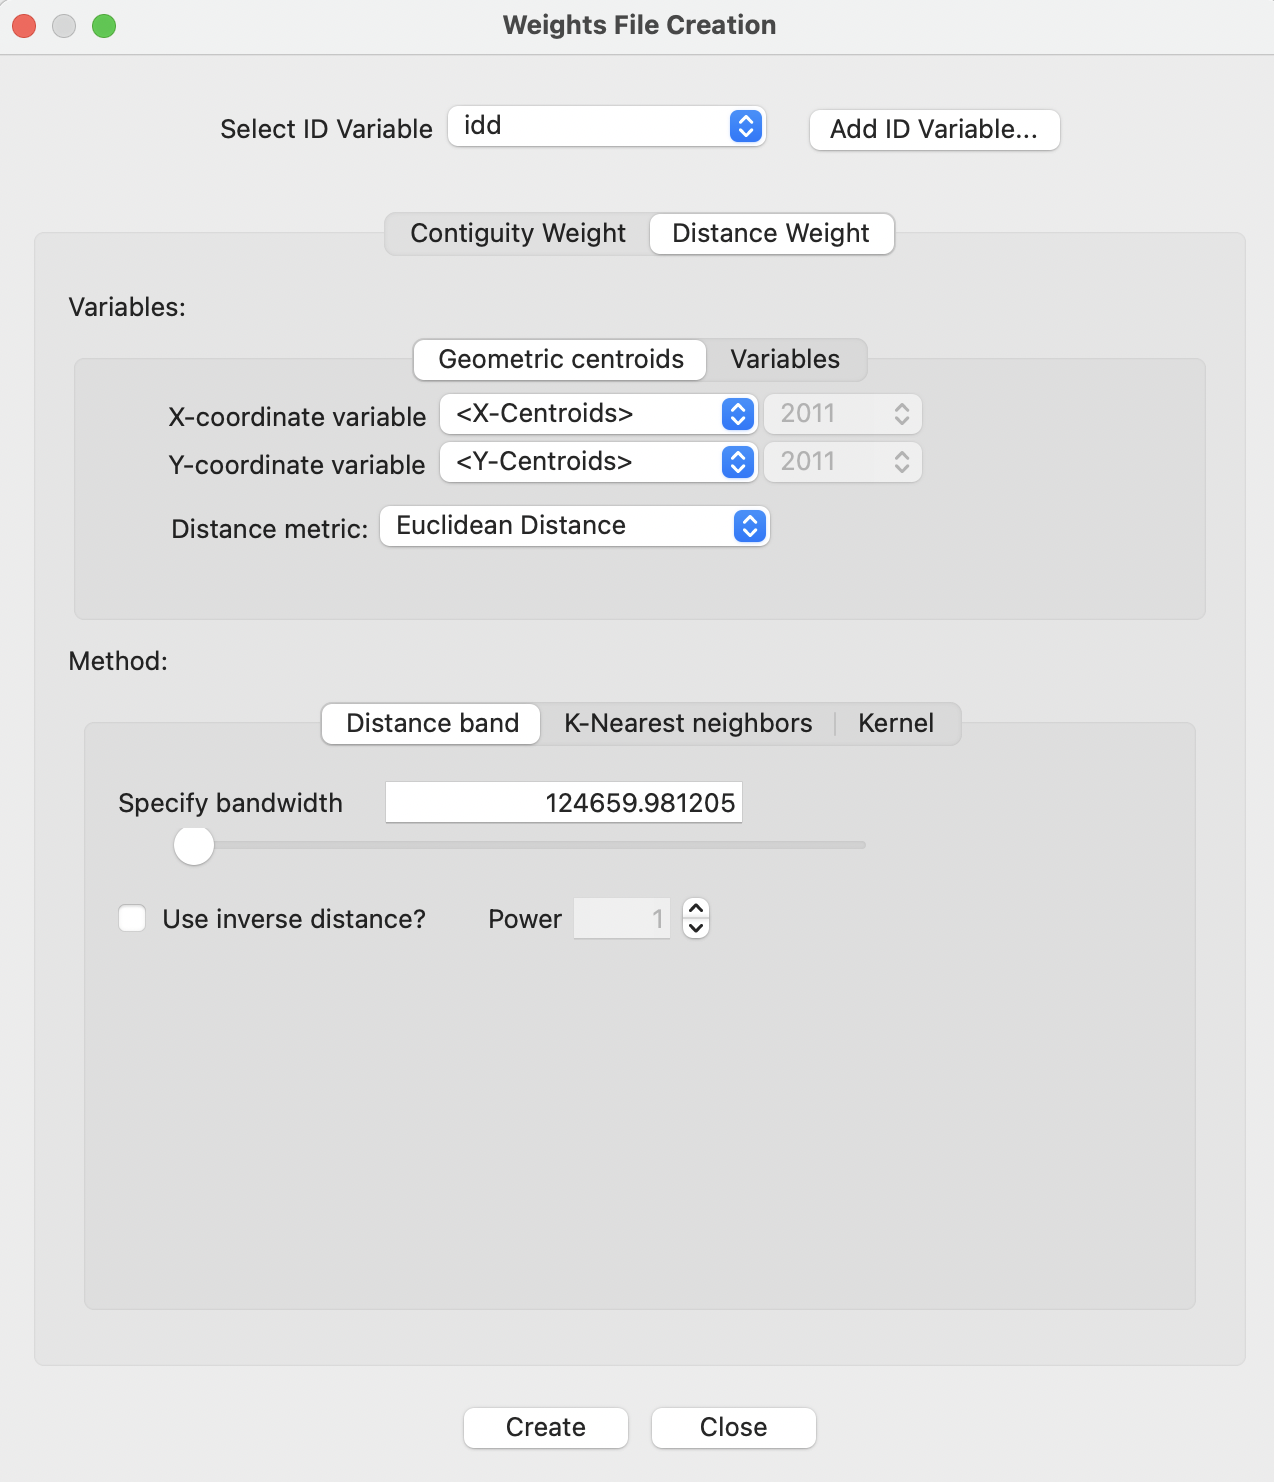 Weights File Creation
Select ID Variable idd Add ID Variable...
Contiguity Weight Distance Weight
Variables:
Geometric centroids Variables
X-coordinate variable <X-Centroids> 2011
Y-coordinate variable <Y-Centroids> 2011
Distance metric: Euclidean Distance
Method:
Distance band K-Nearest neighbors Kernel
Specify bandwidth 124659.981205
Use inverse distance? Power 1
Create Close